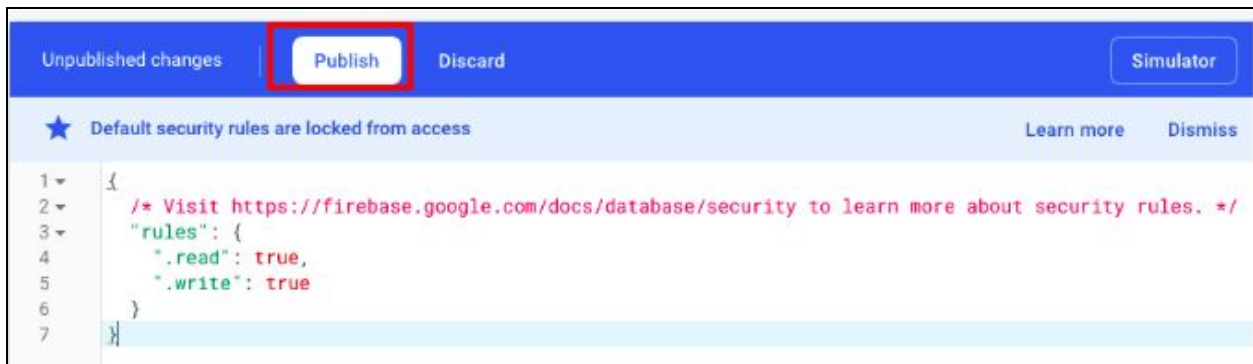 Unpublished changes Publish Discard Simulator
Default security rules are locked from access Learn more Dismiss
1 {
2 /* Visit https://firebase.google.com/docs/database/security to learn more about security rules. */
3 "rules": {
4 ".read": true,
5 ".write": true
6 }
7 }